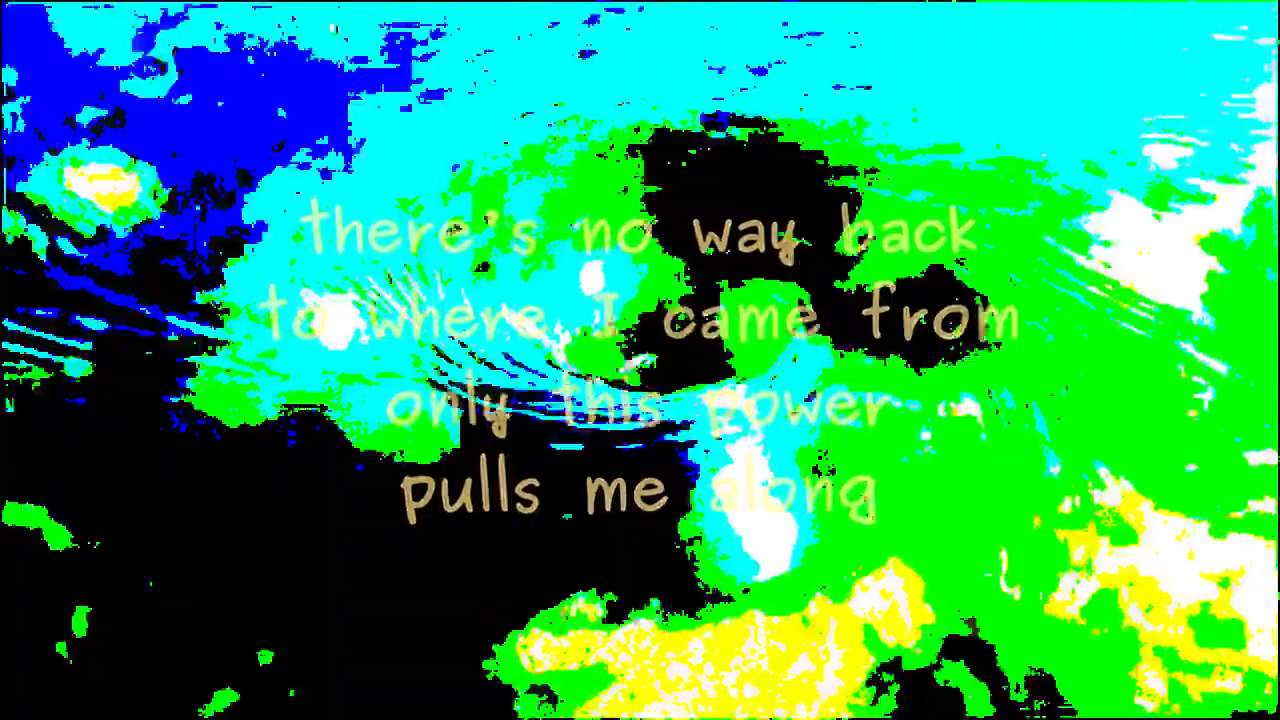 there's no way back
to where I came from
only this power
pulls me along